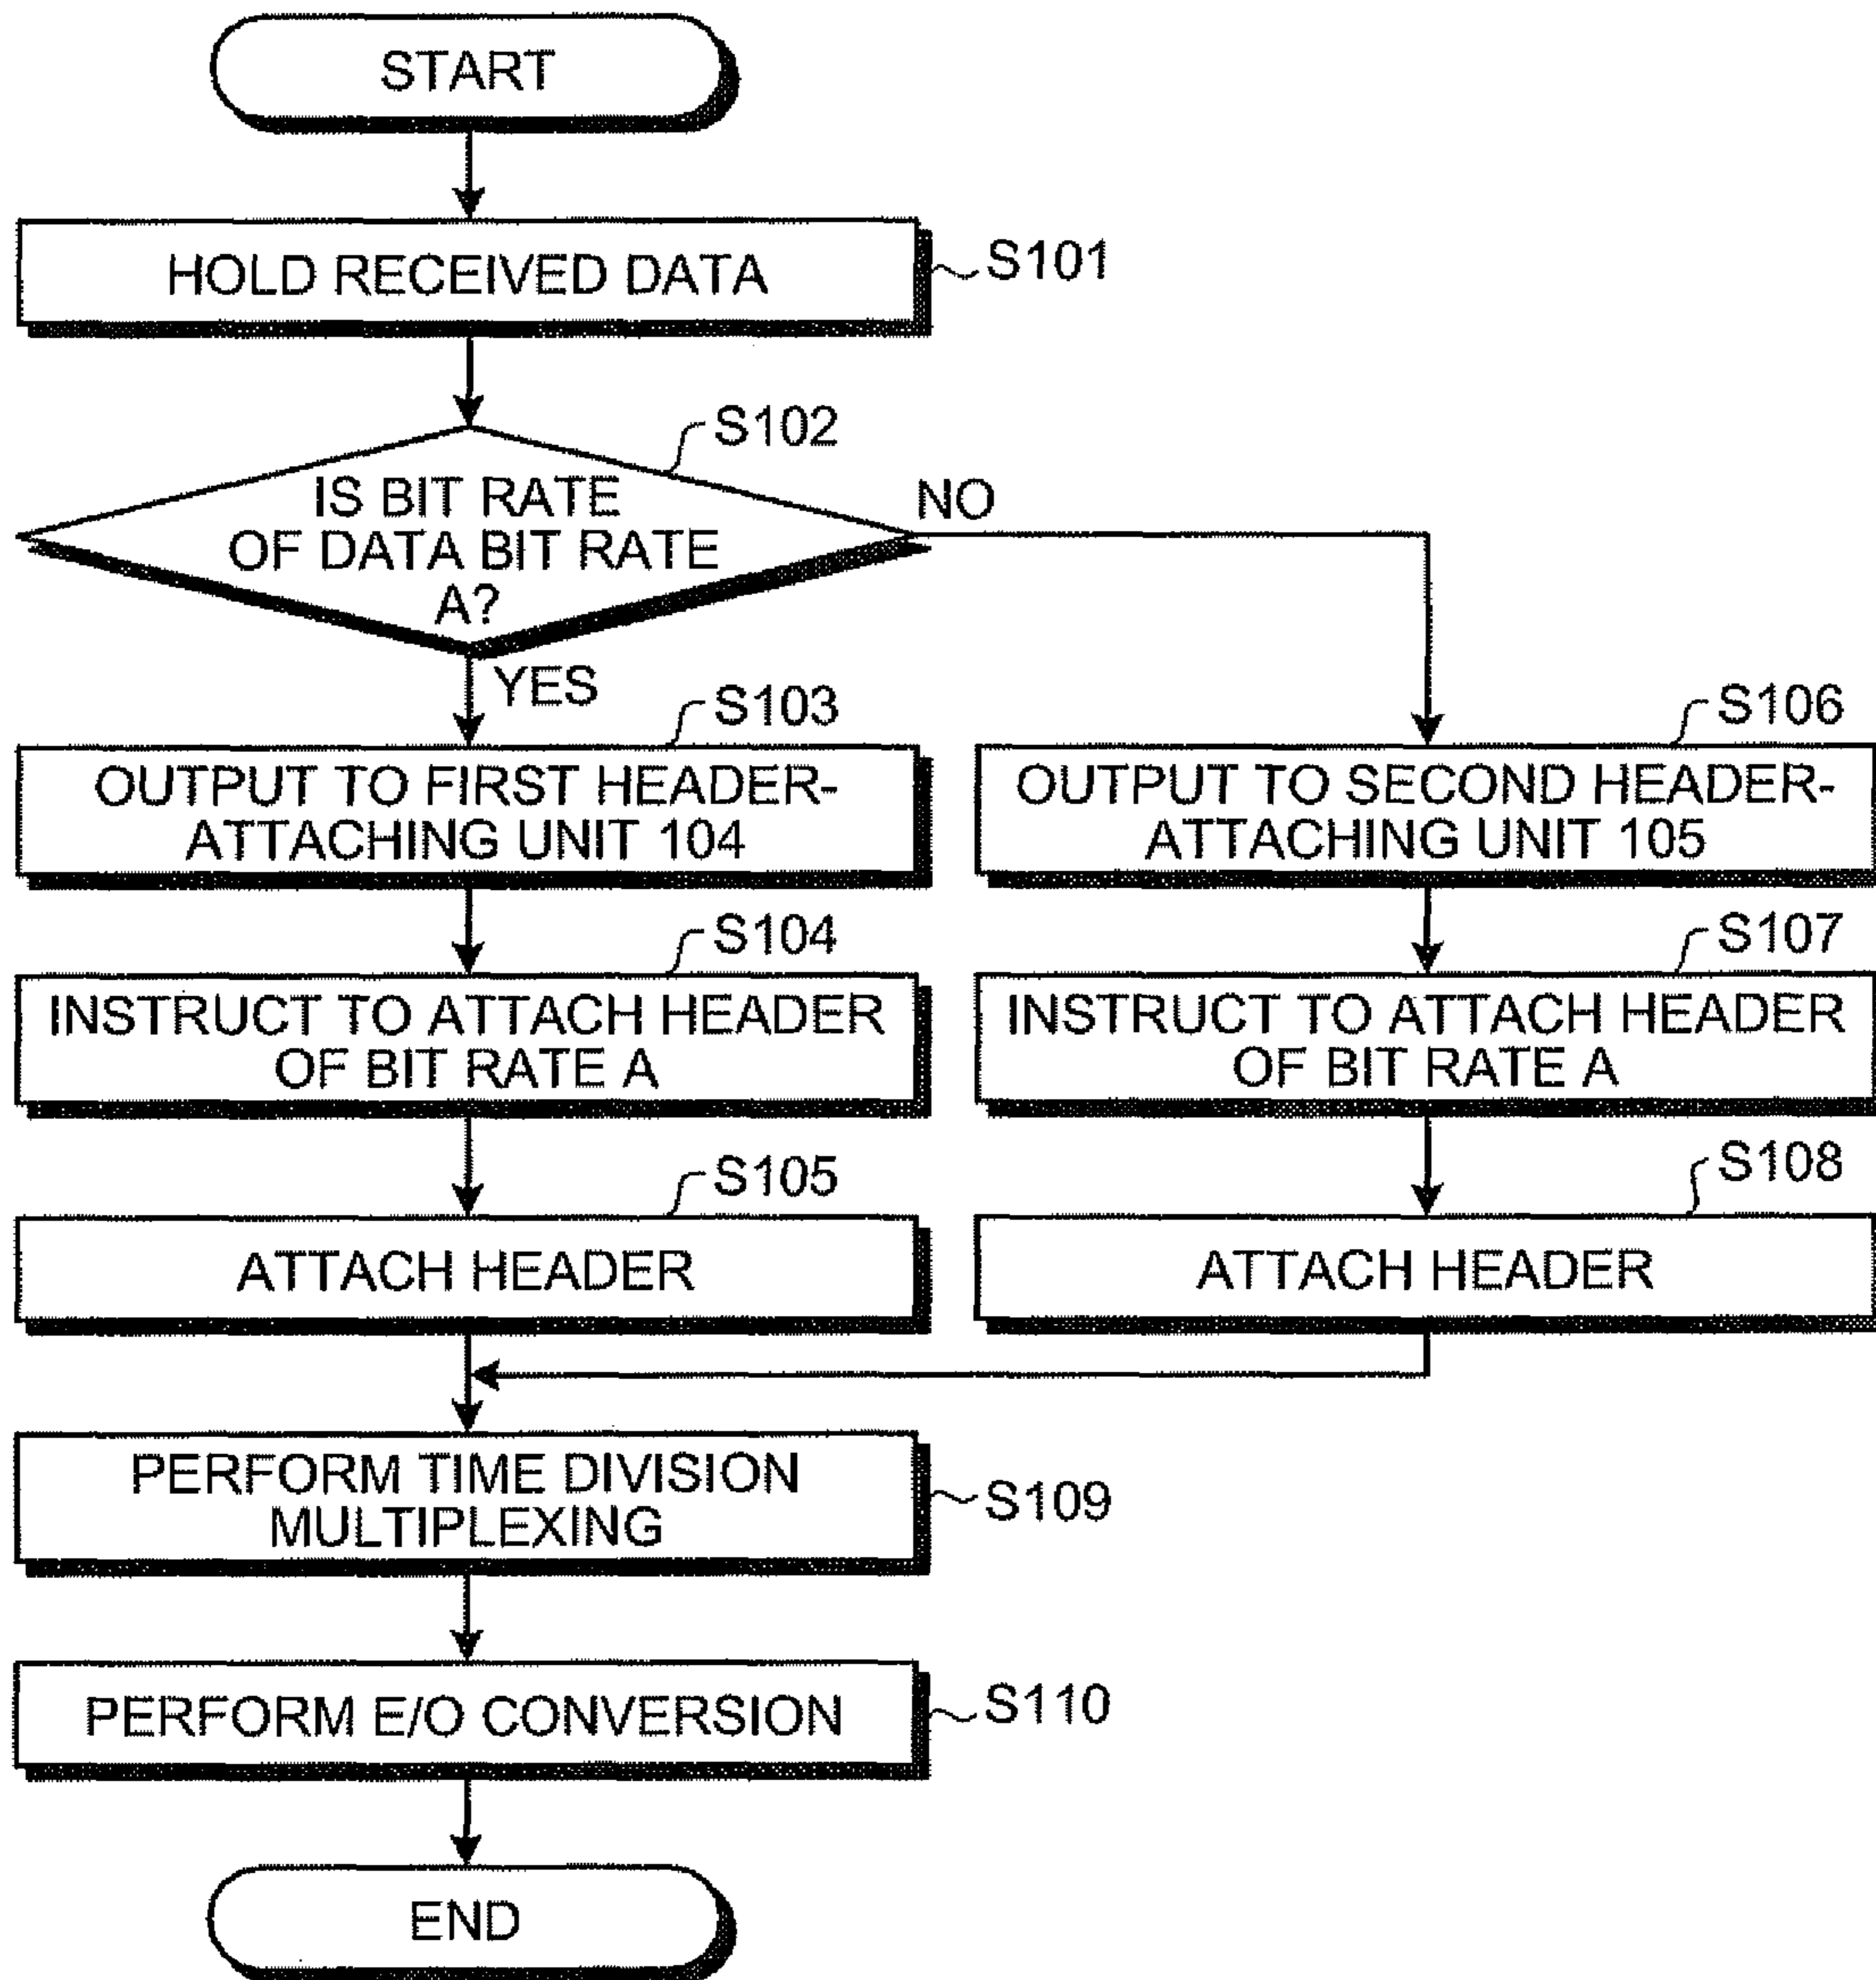 START
HOLD RECEIVED DATA
S101
S102
IS BIT RATE
OF DATA BIT RATE
A?
NO
YES
S103
OUTPUT TO FIRST HEADER-
ATTACHING UNIT 104
S106
OUTPUT TO SECOND HEADER-
ATTACHING UNIT 105
S104
INSTRUCT TO ATTACH HEADER
OF BIT RATE A
S107
INSTRUCT TO ATTACH HEADER
OF BIT RATE A
S105
ATTACH HEADER
S108
ATTACH HEADER
PERFORM TIME DIVISION
MULTIPLEXING
S109
PERFORM E/O CONVERSION
S110
END